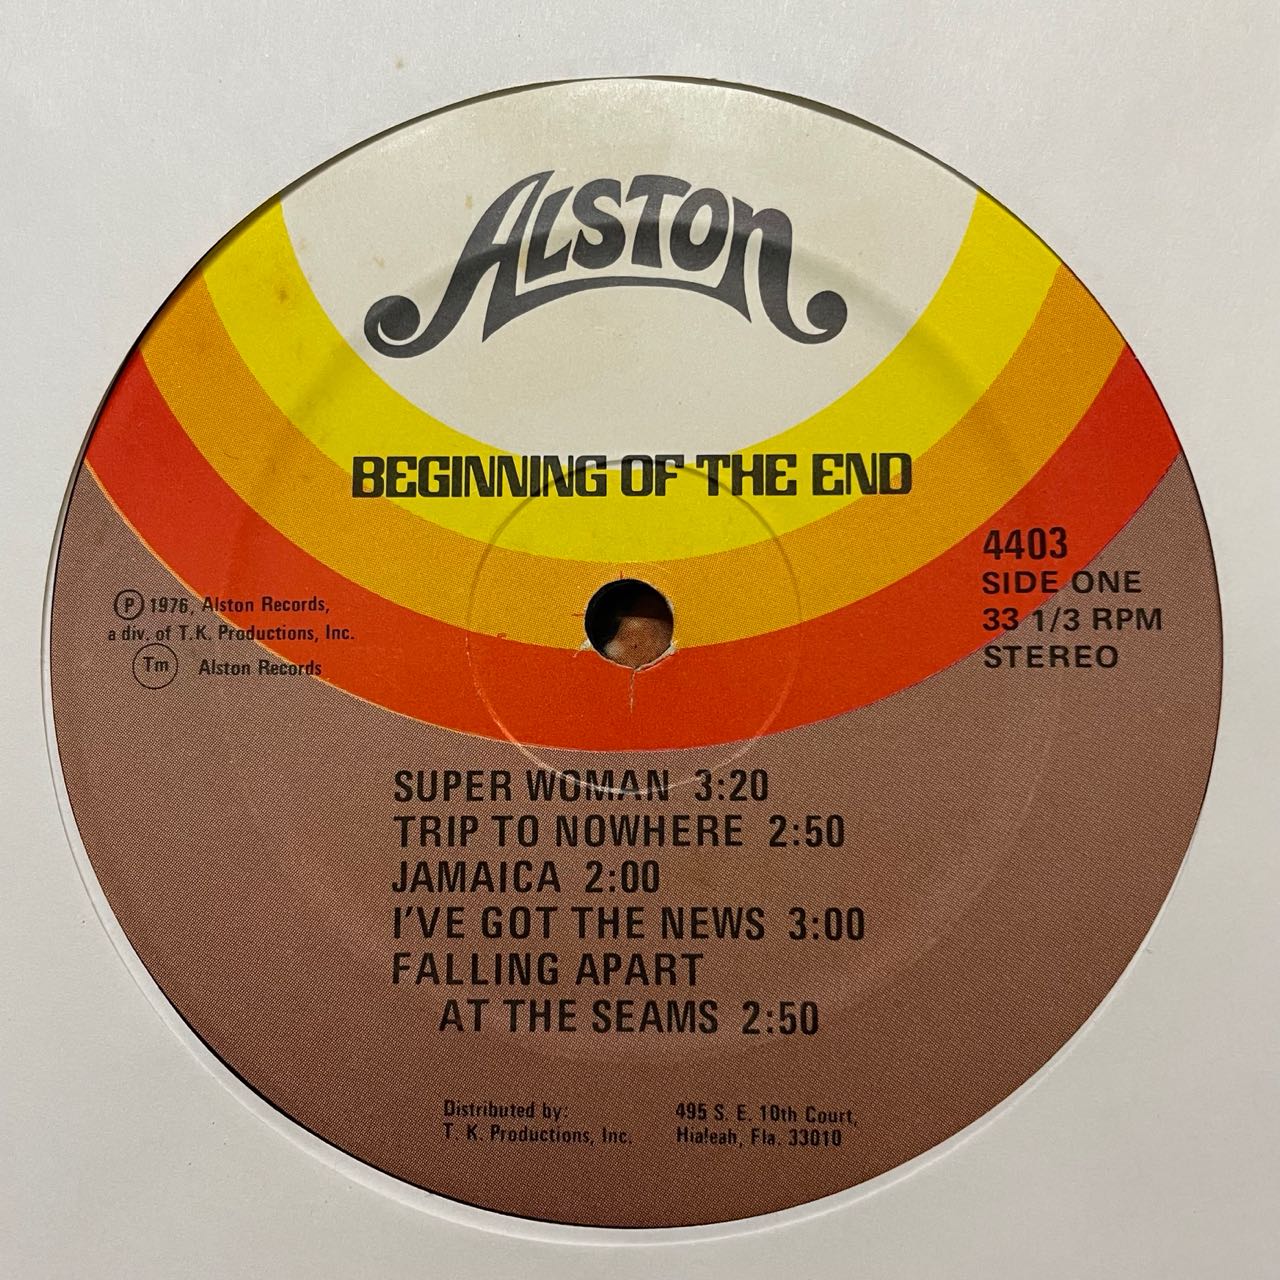 ALSTON
BEGINNING OF THE END
4403
SIDE ONE
33 1/3 RPM
STEREO
Ⓟ 1976, Alston Records,
a div. of T.K. Productions, Inc.
Tm Alston Records
SUPER WOMAN 3:20
TRIP TO NOWHERE 2:50
JAMAICA 2:00
I'VE GOT THE NEWS 3:00
FALLING APART
AT THE SEAMS 2:50
Distributed by:
T. K. Productions, Inc.
495 S. E. 10th Court,
Hialeah, Fla. 33010